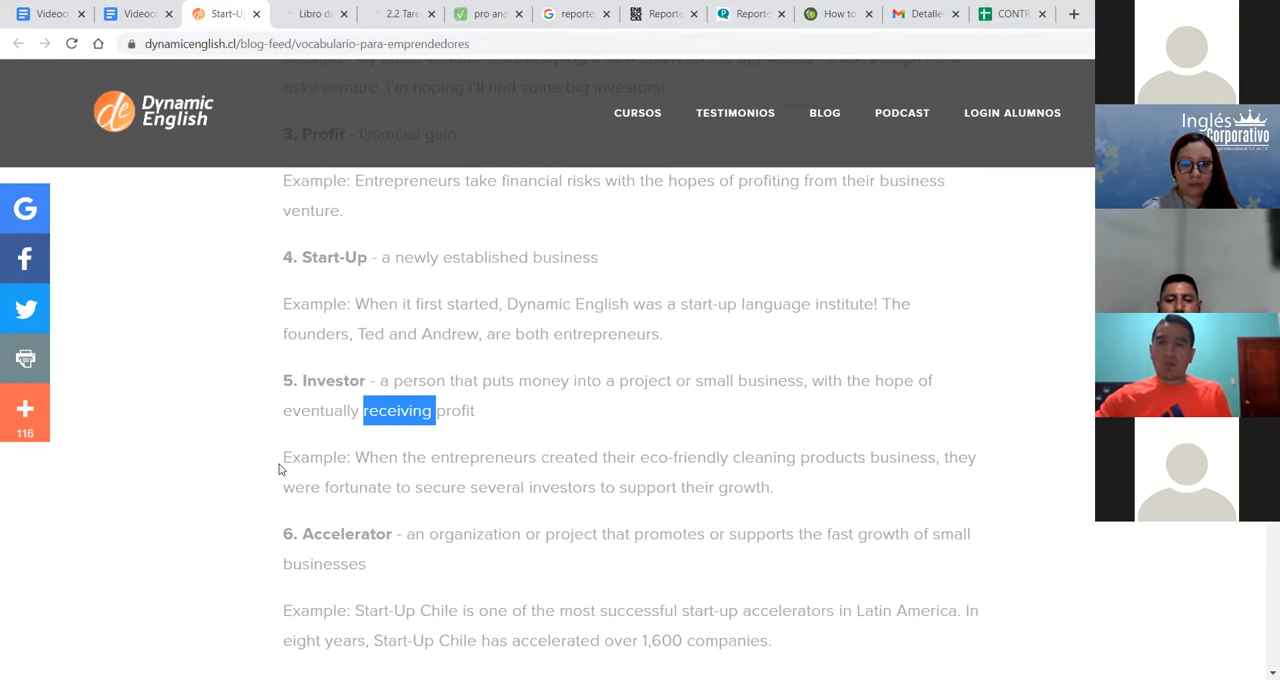 Videoco
Videoco
Start-U
Libro de
2.2 Tare
pro and
reporte
Reporte
Reporte
How to
Detalle
CONTR
dynamicenglish.cl/blog-feed/vocabulario-para-emprendedores
de Dynamic English
CURSOS TESTIMONIOS BLOG PODCAST LOGIN ALUMNOS
risky venture, I'm hoping I'll find some big investors!
3. Profit - financial gain
Example: Entrepreneurs take financial risks with the hopes of profiting from their business
venture.
4. Start-Up - a newly established business
Example: When it first started, Dynamic English was a start-up language institute! The
founders, Ted and Andrew, are both entrepreneurs.
5. Investor - a person that puts money into a project or small business, with the hope of
eventually receiving profit
Example: When the entrepreneurs created their eco-friendly cleaning products business, they
were fortunate to secure several investors to support their growth.
6. Accelerator - an organization or project that promotes or supports the fast growth of small
businesses
Example: Start-Up Chile is one of the most successful start-up accelerators in Latin America. In
eight years, Start-Up Chile has accelerated over 1,600 companies.
116
Inglés
Corporativo